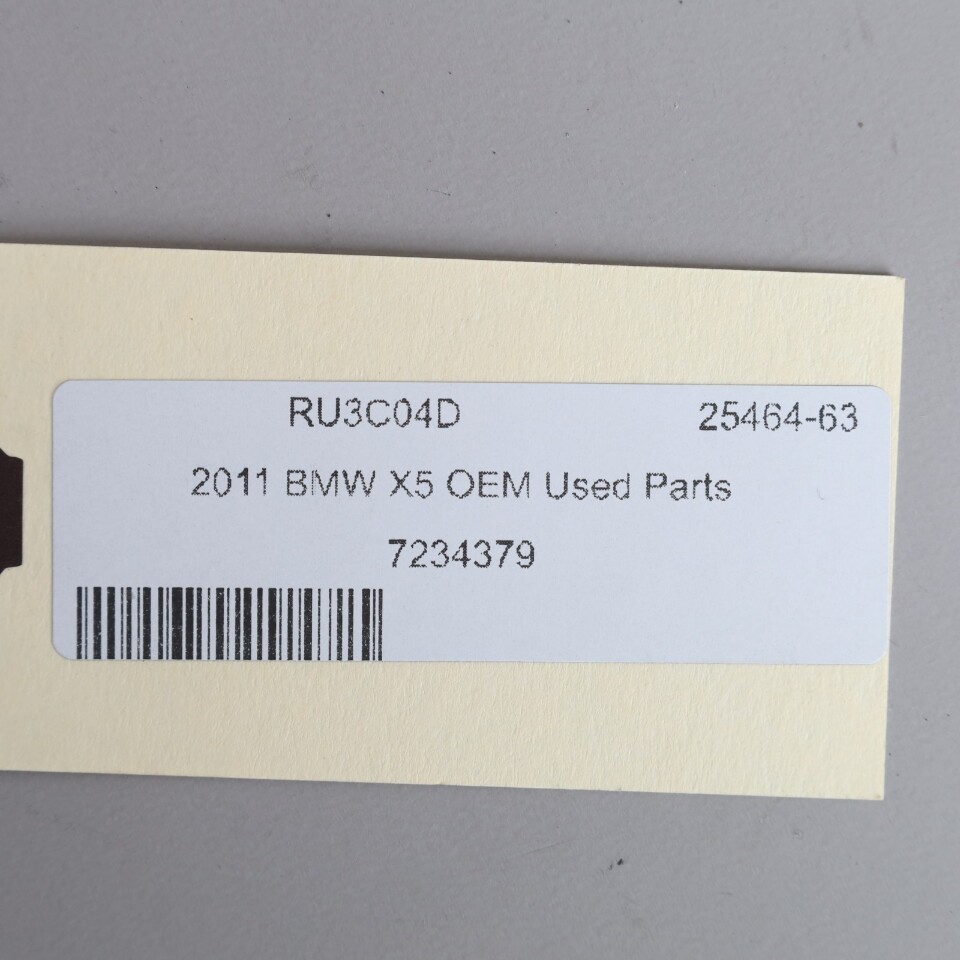 RU3C04D 25464-63
2011 BMW X5 OEM Used Parts
7234379